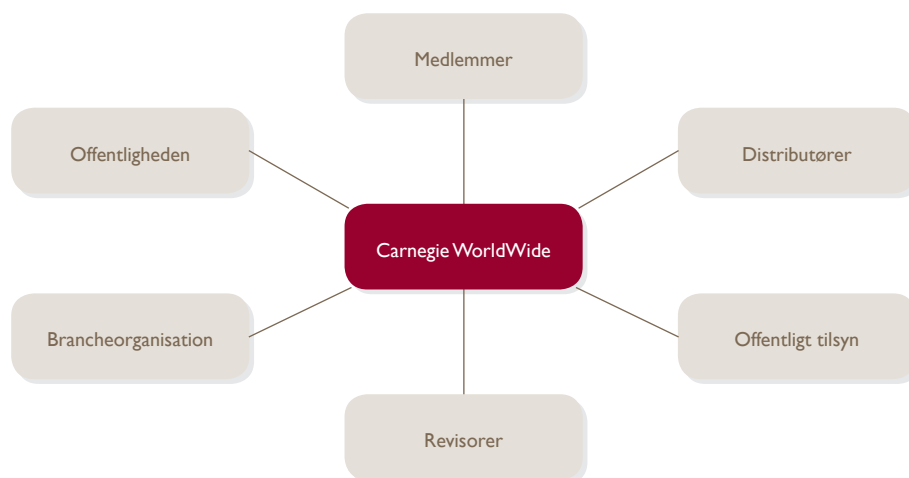 Medlemmer
Offentligheden
Distributører
Carnegie WorldWide
Brancheorganisation
Offentligt tilsyn
Revisorer